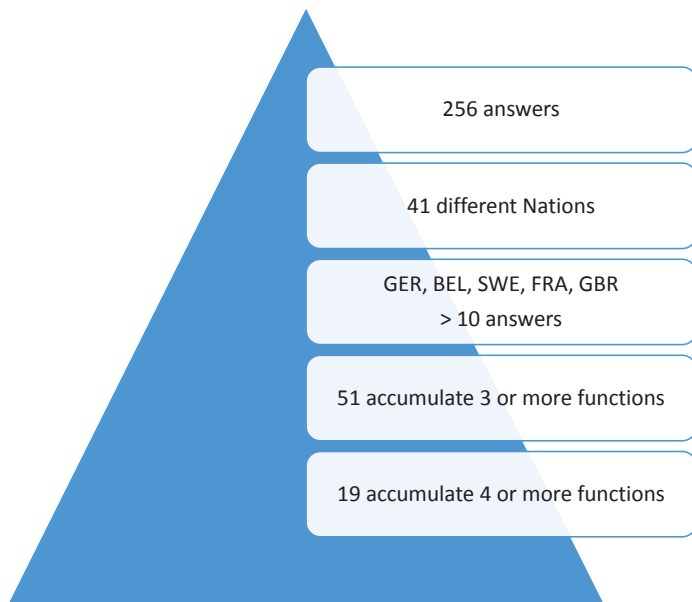 256 answers
41 different Nations
GER, BEL, SWE, FRA, GBR
> 10 answers
51 accumulate 3 or more functions
19 accumulate 4 or more functions